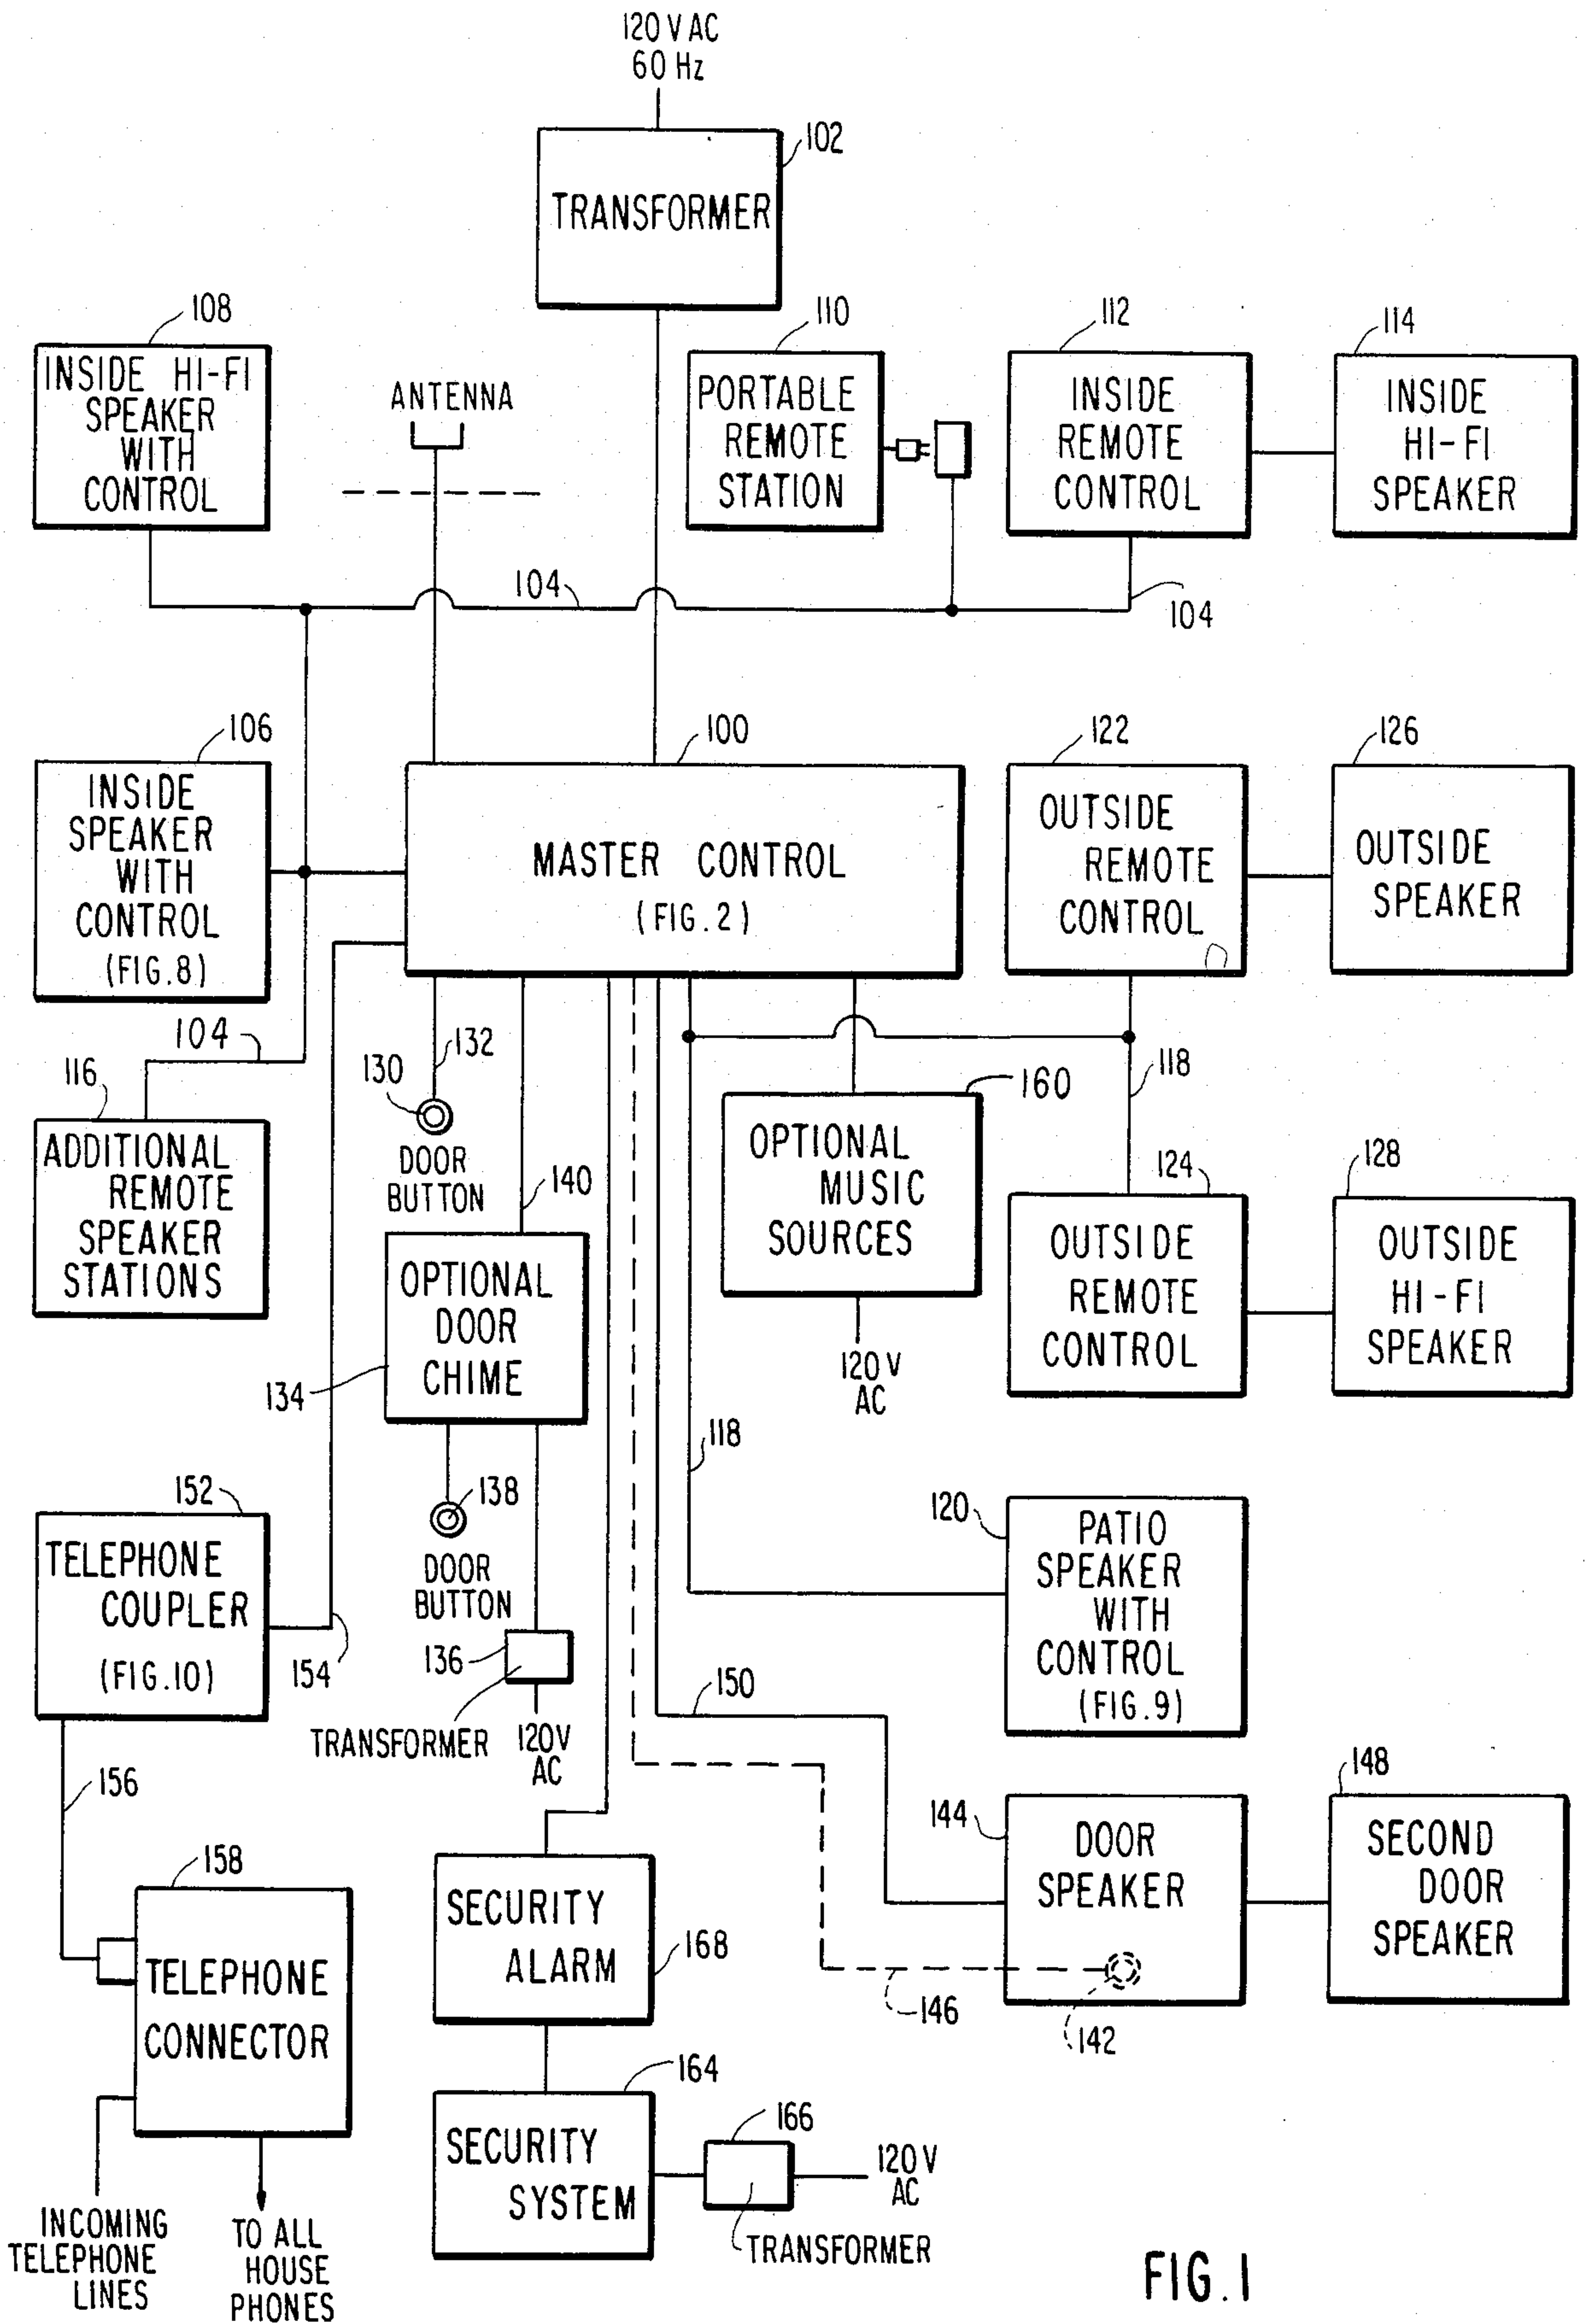 120 V AC
60 Hz
102
TRANSFORMER
108
INSIDE HI-FI
SPEAKER
WITH
CONTROL
ANTENNA
110
PORTABLE
REMOTE
STATION
112
INSIDE
REMOTE
CONTROL
114
INSIDE
HI-FI
SPEAKER
104
104
106
INSIDE
SPEAKER
WITH
CONTROL
(FIG.8)
100
MASTER CONTROL
(FIG.2)
122
OUTSIDE
REMOTE
CONTROL
126
OUTSIDE
SPEAKER
104
116
ADDITIONAL
REMOTE
SPEAKER
STATIONS
132
130
DOOR
BUTTON
140
160
OPTIONAL
MUSIC
SOURCES
120 V
AC
118
124
OUTSIDE
REMOTE
CONTROL
128
OUTSIDE
HI-FI
SPEAKER
OPTIONAL
DOOR
CHIME
134
118
152
TELEPHONE
COUPLER
(FIG.10)
154
138
DOOR
BUTTON
136
TRANSFORMER
120V
AC
120
PATIO
SPEAKER
WITH
CONTROL
(FIG.9)
150
156
144
DOOR
SPEAKER
148
SECOND
DOOR
SPEAKER
146
142
158
TELEPHONE
CONNECTOR
SECURITY
ALARM
168
164
SECURITY
SYSTEM
166
120 V
AC
TRANSFORMER
INCOMING
TELEPHONE
LINES
TO ALL
HOUSE
PHONES
FIG. 1